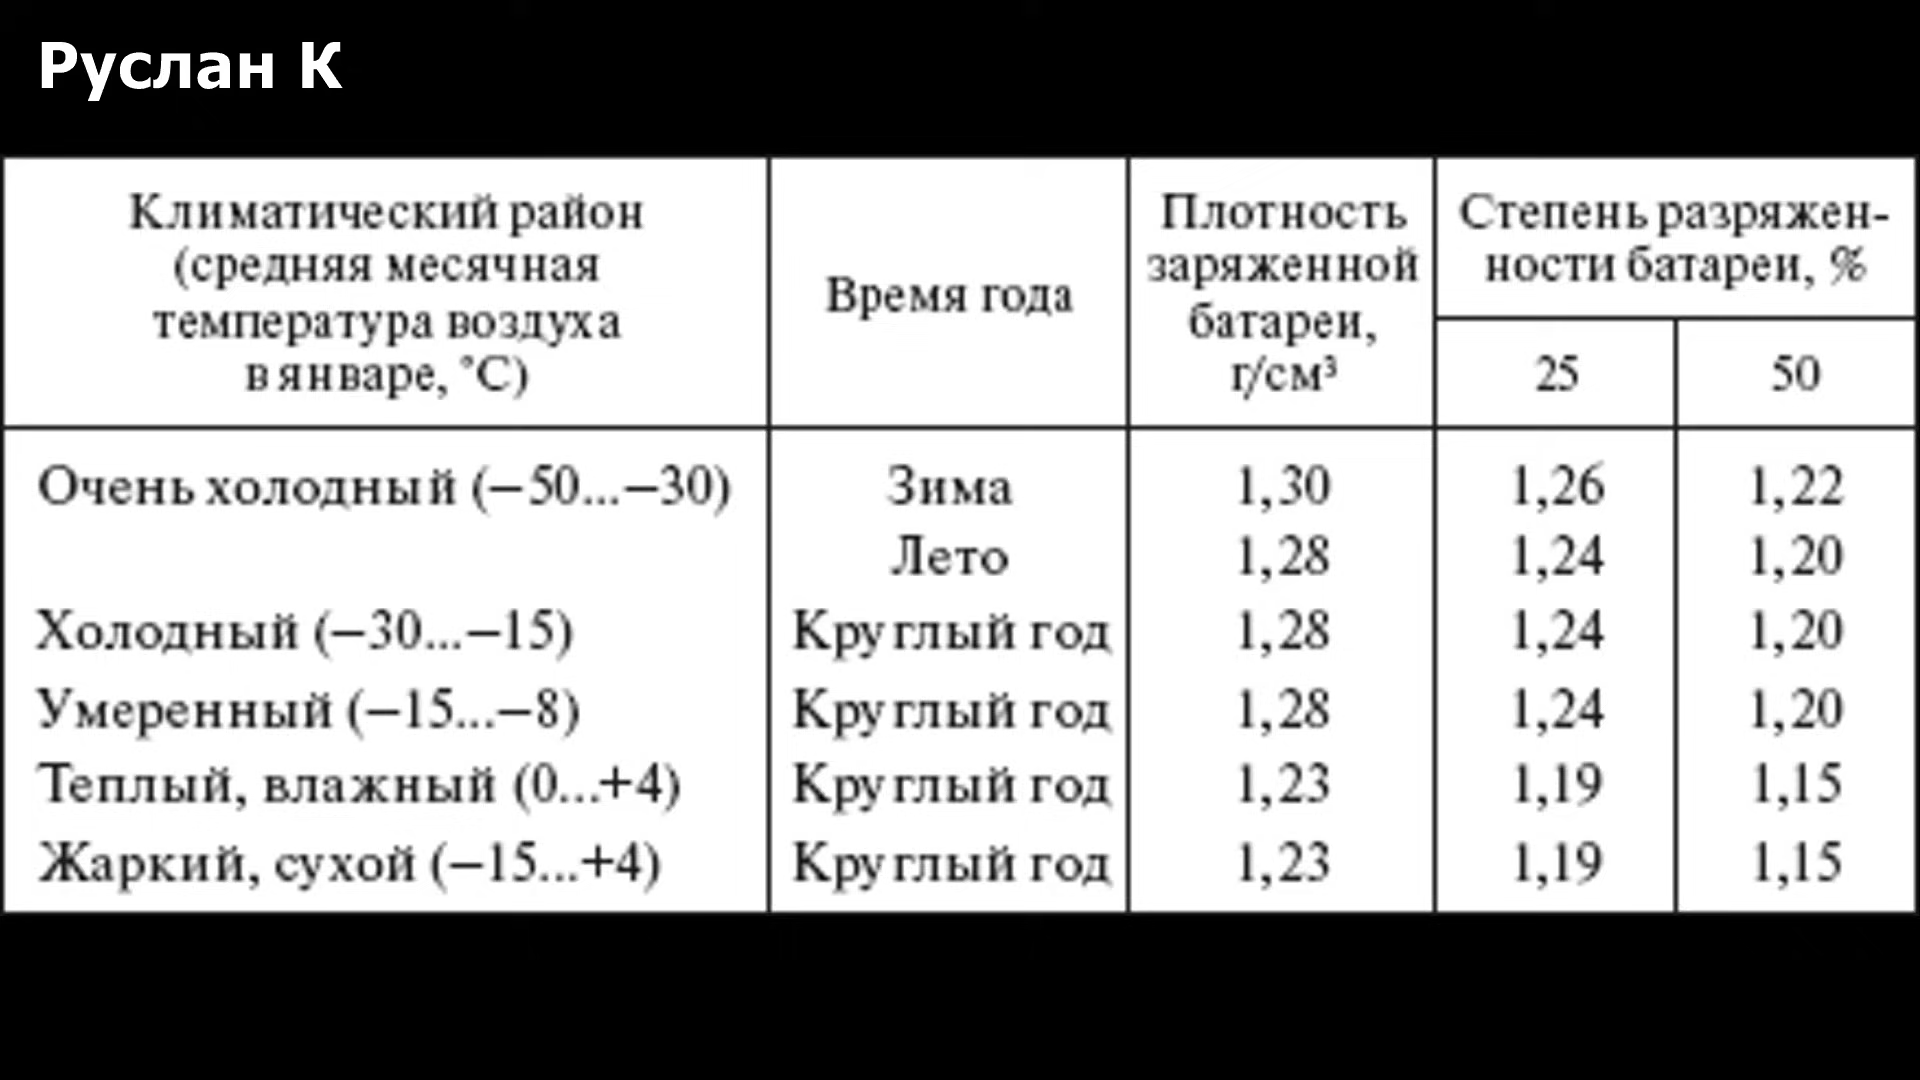 Руслан К
Климатический район
(средняя месячная
температура воздуха
в январе, °С)
Время года
Плотность
заряженной
батареи,
г/см³
Степень разряжен-
ности батареи, %
25 50
Очень холодный (−50...−30) Зима 1,30 1,26 1,22
Лето 1,28 1,24 1,20
Холодный (−30...−15) Круглый год 1,28 1,24 1,20
Умеренный (−15...−8) Круглый год 1,28 1,24 1,20
Теплый, влажный (0...+4) Круглый год 1,23 1,19 1,15
Жаркий, сухой (−15...+4) Круглый год 1,23 1,19 1,15